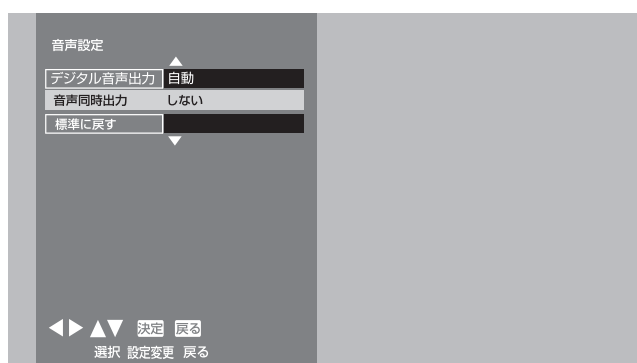 音声設定
デジタル音声出力 自動
音声同時出力 しない
標準に戻す
決定 戻る
選択 設定変更 戻る